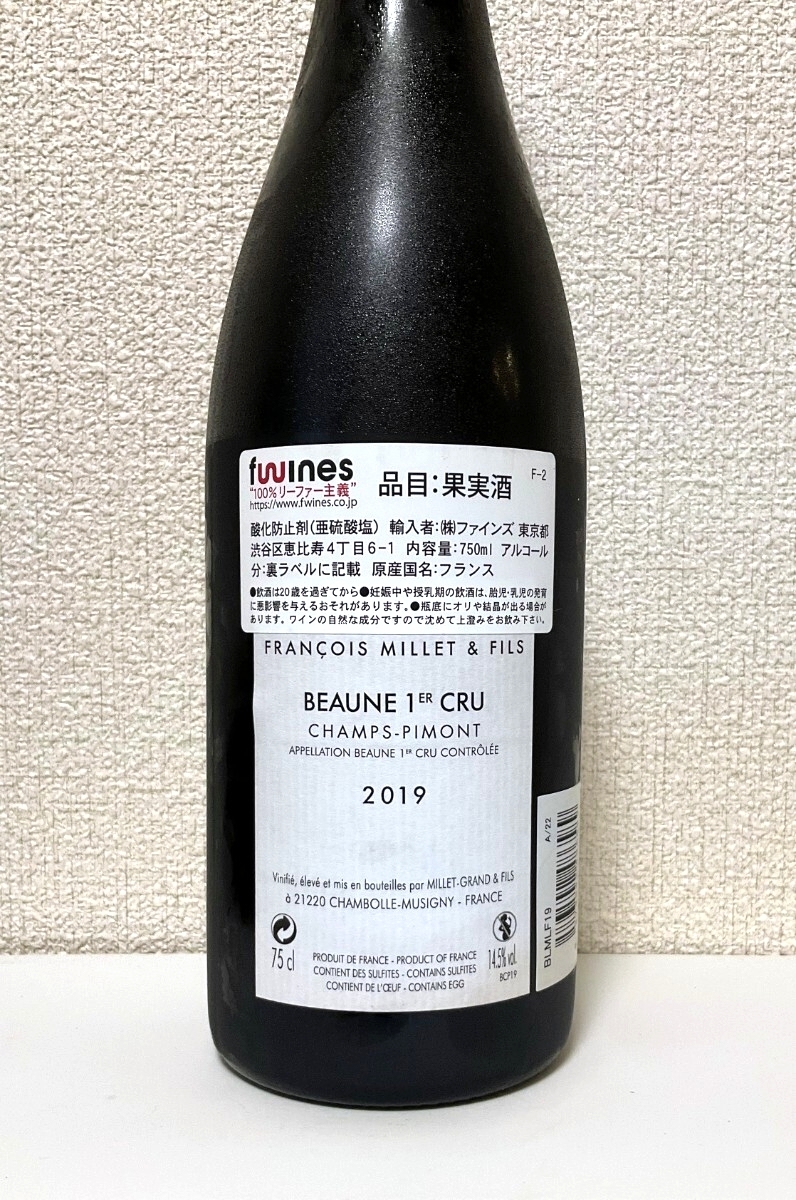 fwines
"100%リーファー主義"
https://www.fwines.co.jp
品目:果実酒
F-2
酸化防止剤(亜硫酸塩) 輸入者:㈱ファインズ 東京都
渋谷区恵比寿4丁目6-1 内容量:750ml アルコール
分:裏ラベルに記載 原産国名:フランス
●飲酒は20歳を過ぎてから●妊娠中や授乳期の飲酒は、胎児・乳児の発育
に悪影響を与えるおそれがあります。●瓶底にオリや結晶が出る場合が
あります。ワインの自然な成分ですので沈めて上澄みをお飲み下さい。
FRANÇOIS MILLET & FILS
BEAUNE 1ER CRU
CHAMPS-PIMONT
APPELLATION BEAUNE 1ER CRU CONTRÔLÉE
2019
Vinifié, élevé et mis en bouteilles par MILLET-GRAND & FILS
à 21220 CHAMBOLLE-MUSIGNY - FRANCE
75 cl
PRODUIT DE FRANCE - PRODUCT OF FRANCE
CONTIENT DES SULFITES - CONTAINS SULFITES
CONTIENT DE L'ŒUF - CONTAINS EGG
14.5% vol.
BCP19
A/22
BLMLF19